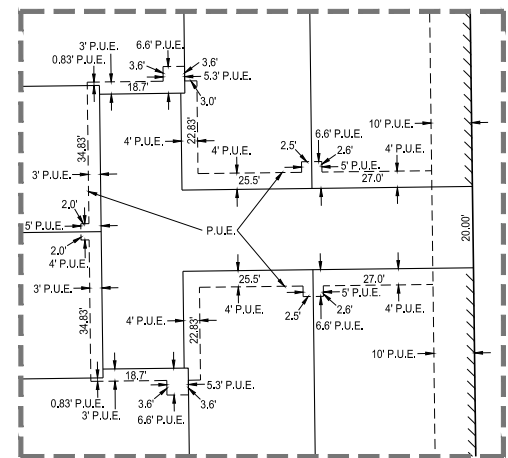 6.6' P.U.E.
3' P.U.E.
0.83' P.U.E.
3.6'
3.6'
5.3' P.U.E.
18.7'
3.0'
10' P.U.E.
34.83'
4' P.U.E.
22.83'
4' P.U.E.
2.5'
6.6' P.U.E.
2.6'
4' P.U.E.
5' P.U.E.
3' P.U.E.
25.5'
27.0'
2.0'
5' P.U.E.
P.U.E.
20.00'
2.0'
4' P.U.E.
3' P.U.E.
25.5'
27.0'
5' P.U.E.
34.83'
4' P.U.E.
22.83'
4' P.U.E.
2.5'
2.6'
4' P.U.E.
6.6' P.U.E.
10' P.U.E.
18.7'
5.3' P.U.E.
0.83' P.U.E.
3.6'
3.6'
3' P.U.E.
6.6' P.U.E.